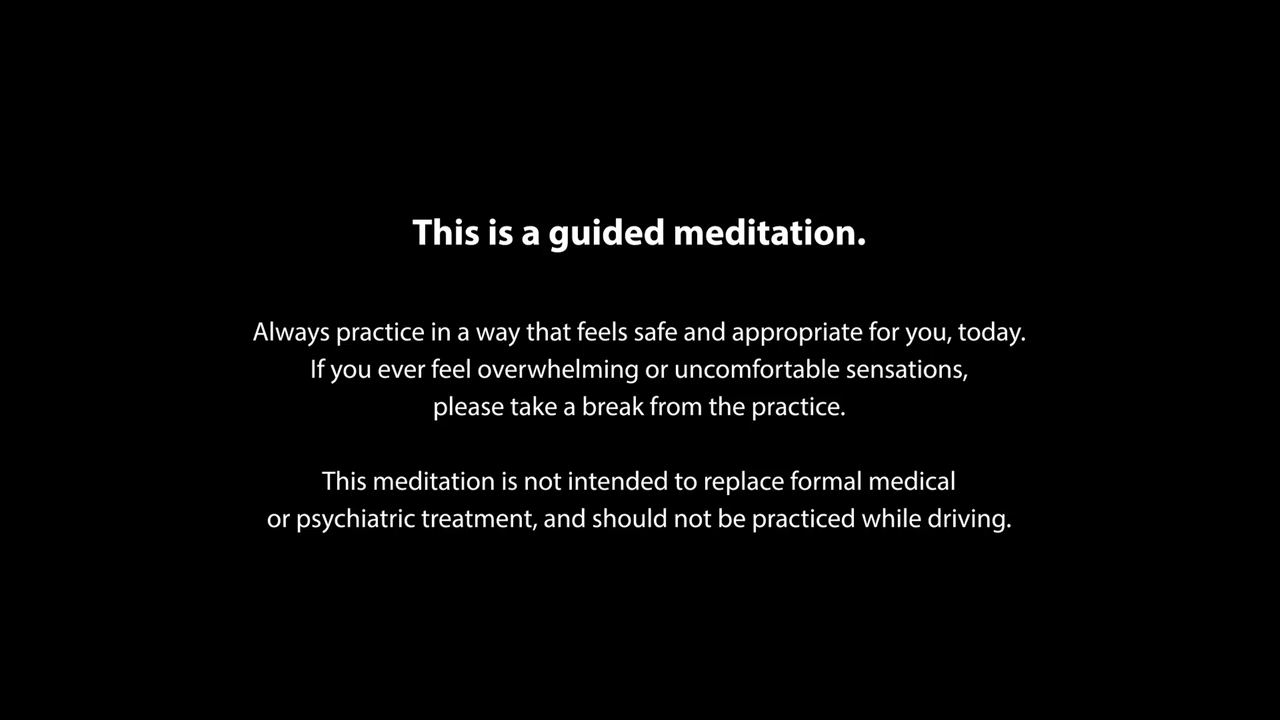 This is a guided meditation.
Always practice in a way that feels safe and appropriate for you, today.
If you ever feel overwhelming or uncomfortable sensations,
please take a break from the practice.
This meditation is not intended to replace formal medical
or psychiatric treatment, and should not be practiced while driving.